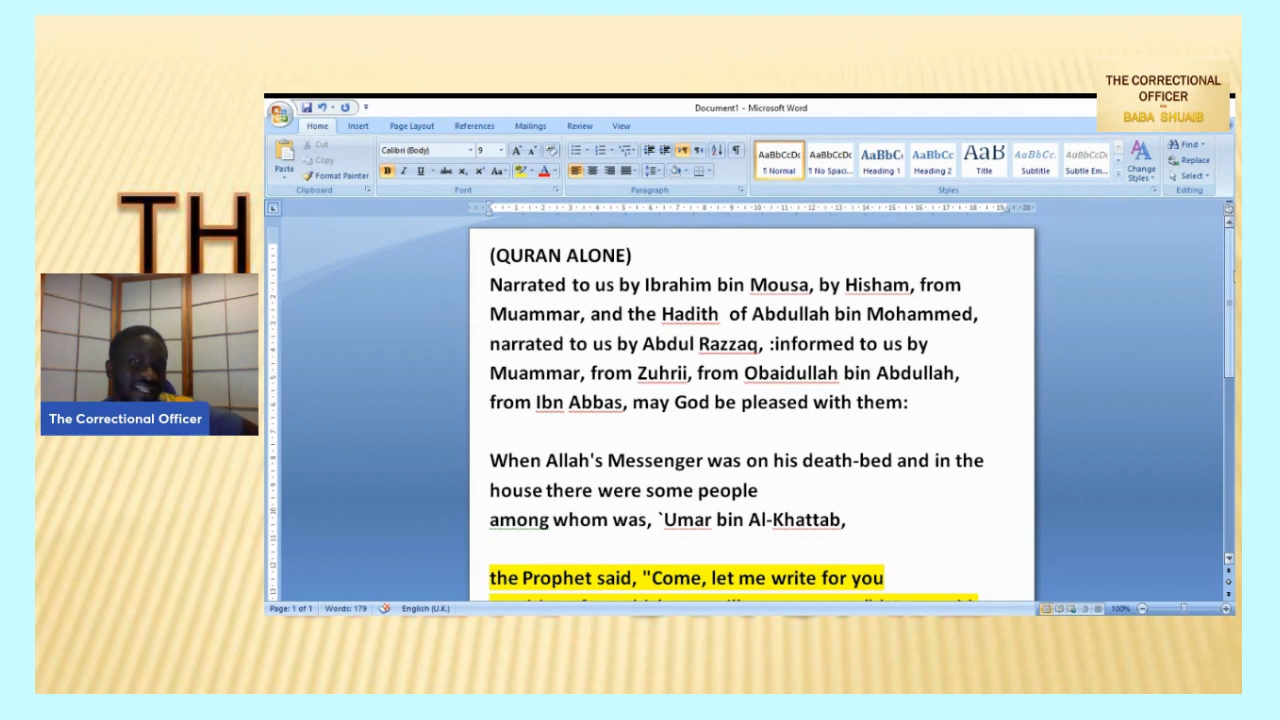 THE CORRECTIONAL
OFFICER
BABA SHUAIB
TH
The Correctional Officer
Document1 - Microsoft Word
Home Insert Page Layout References Mailings Review View
Cut
Copy
Format Painter
Paste
Clipboard
Calibri (Body) 9
Font
Paragraph
AaBbCcDc AaBbCcDc AaBbC AaBbCc AaB AaBbCc. AaBbCcDi
¶ Normal ¶ No Spaci... Heading 1 Heading 2 Title Subtitle Subtle Em...
Styles
Change
Styles
Find
Replace
Select
Editing
(QURAN ALONE)
Narrated to us by Ibrahim bin Mousa, by Hisham, from
Muammar, and the Hadith of Abdullah bin Mohammed,
narrated to us by Abdul Razzaq, :informed to us by
Muammar, from Zuhrii, from Obaidullah bin Abdullah,
from Ibn Abbas, may God be pleased with them:
When Allah's Messenger was on his death-bed and in the
house there were some people
among whom was, `Umar bin Al-Khattab,
the Prophet said, "Come, let me write for you
Page: 1 of 1 Words: 179 English (U.K.) 100%